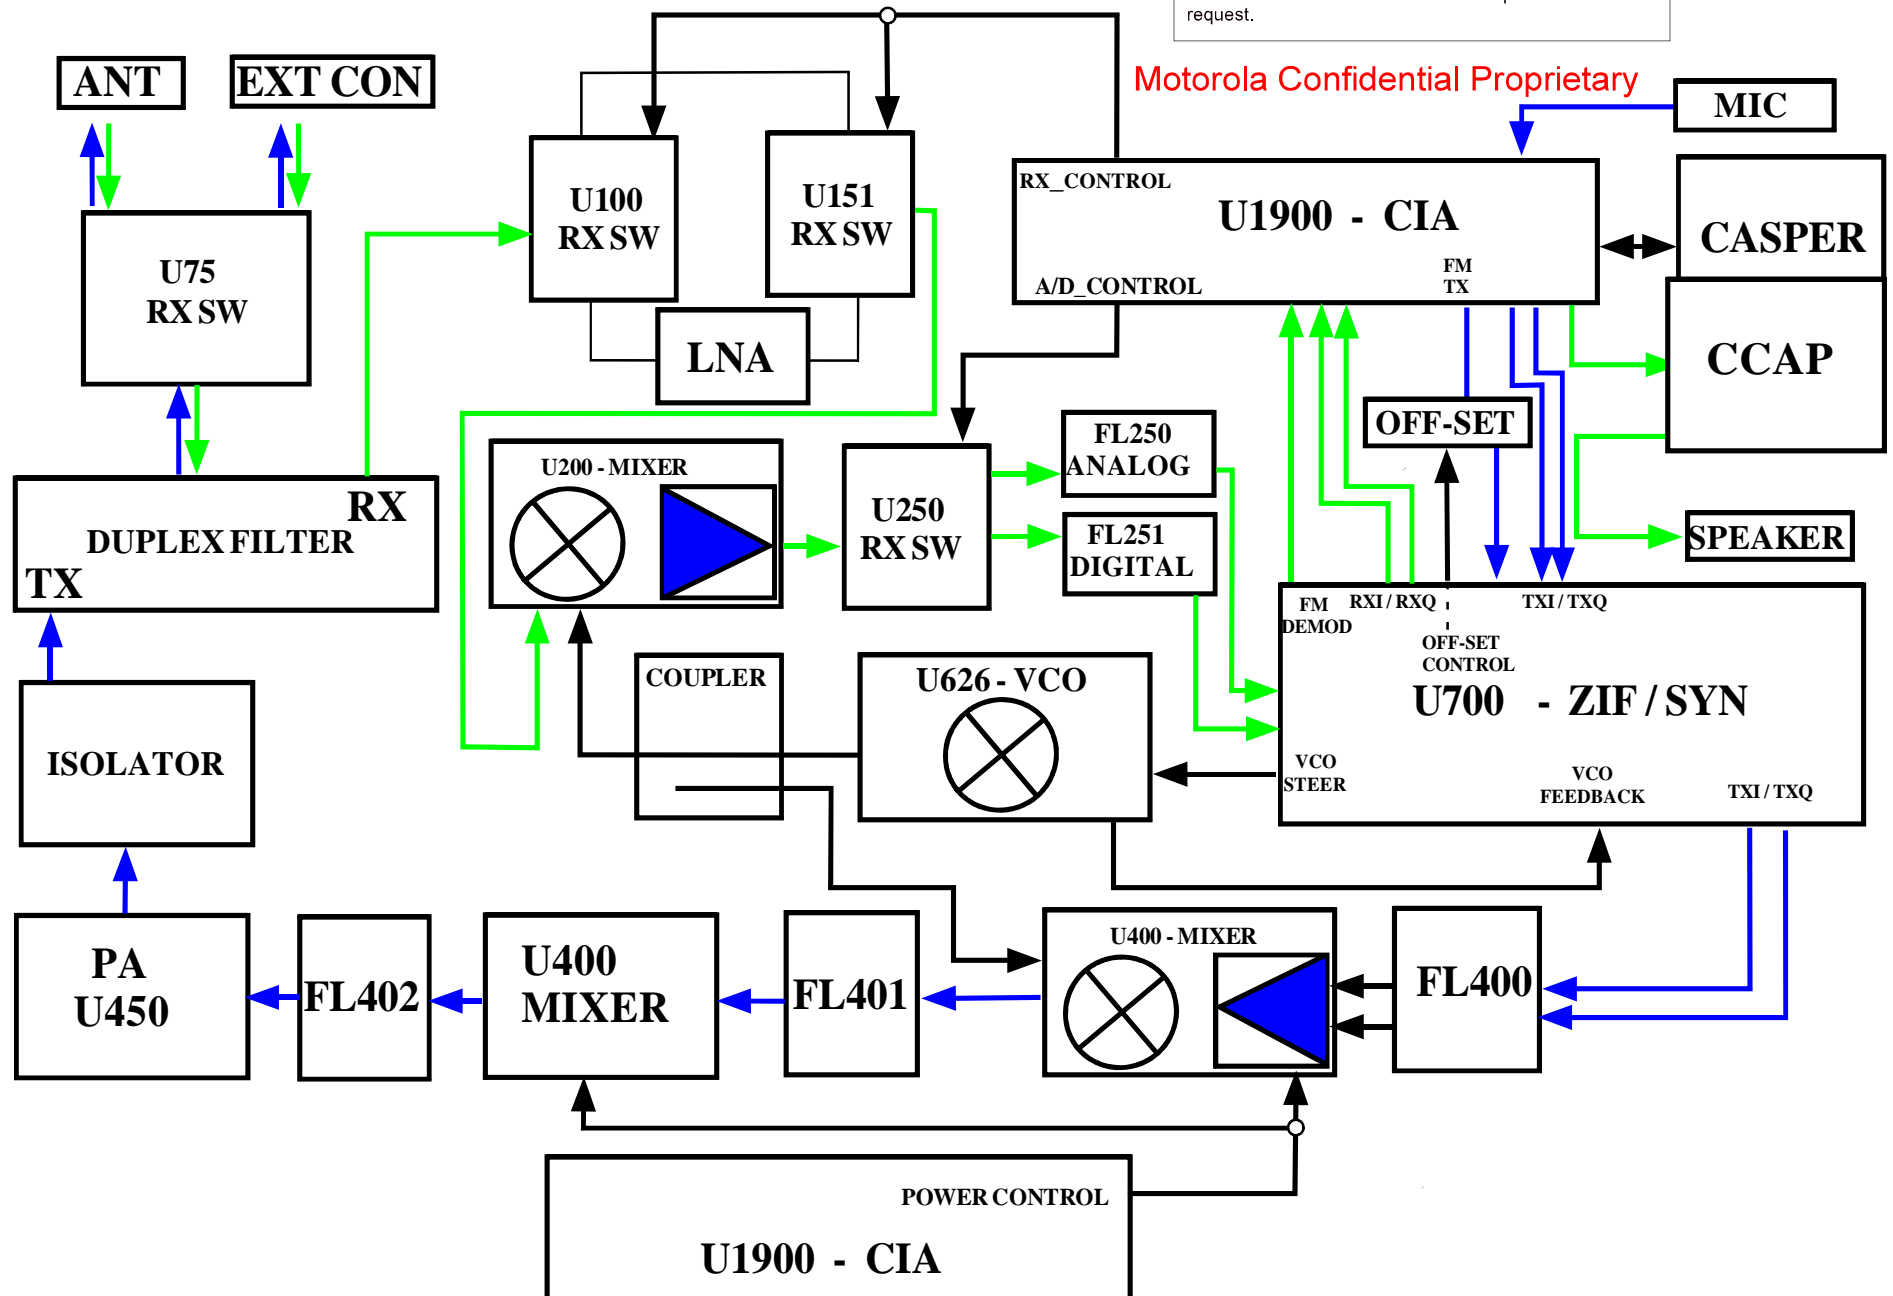 request.
Motorola Confidential Proprietary
ANT
EXT CON
MIC
U100
RX SW
U151
RX SW
RX_CONTROL
U1900 - CIA
A/D_CONTROL
FM
TX
CASPER
CCAP
U75
RX SW
LNA
OFF-SET
FL250
ANALOG
U200 - MIXER
U250
RX SW
FL251
DIGITAL
SPEAKER
RX
DUPLEX FILTER
TX
FM
DEMOD
RXI / RXQ
TXI / TXQ
OFF-SET
CONTROL
U700 - ZIF / SYN
VCO
STEER
VCO
FEEDBACK
TXI / TXQ
COUPLER
U626 - VCO
ISOLATOR
PA
U450
FL402
U400
MIXER
FL401
U400 - MIXER
FL400
POWER CONTROL
U1900 - CIA